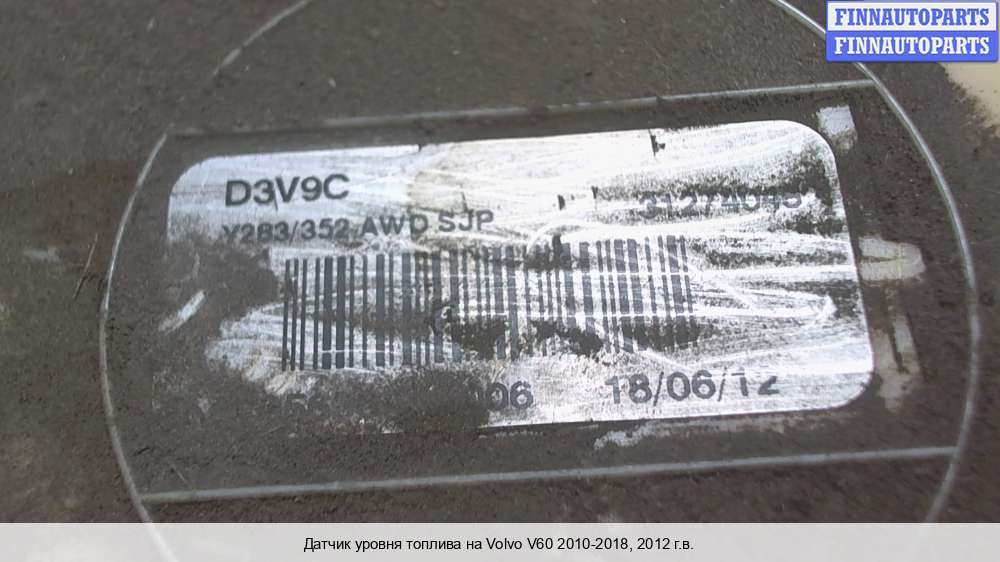 FINNAUTOPARTS
FINNAUTOPARTS
D3V9C
Y283/352 AWD SJP
18/06/12
Датчик уровня топлива на Volvo V60 2010-2018, 2012 г.в.